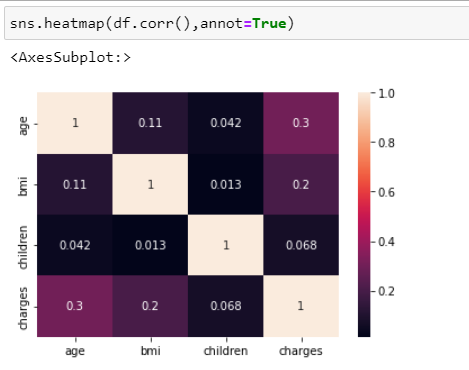 sns.heatmap(df.corr(),annot=True)
<AxesSubplot:>
1.0
age 1 0.11 0.042 0.3
0.8
bmi 0.11 1 0.013 0.2
0.6
children 0.042 0.013 1 0.068
0.4
charges 0.3 0.2 0.068 1
0.2
age bmi children charges